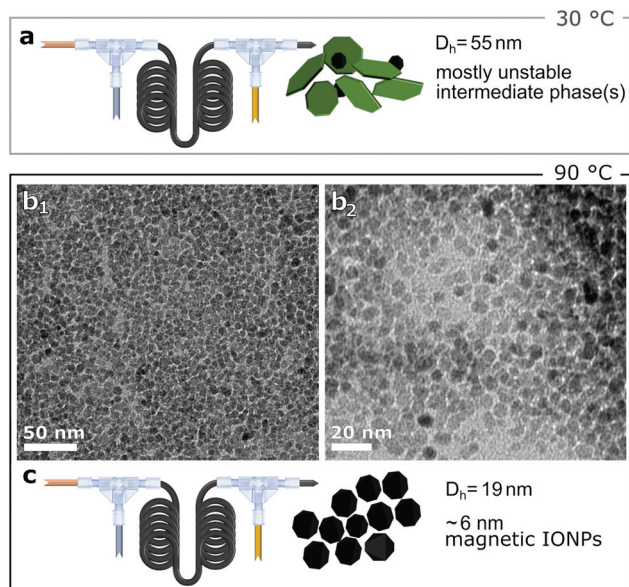 30 °C
a
Dₕ= 55 nm
mostly unstable
intermediate phase(s)
90 °C
b₁
b₂
50 nm
20 nm
c
Dₕ= 19 nm
~6 nm
magnetic IONPs